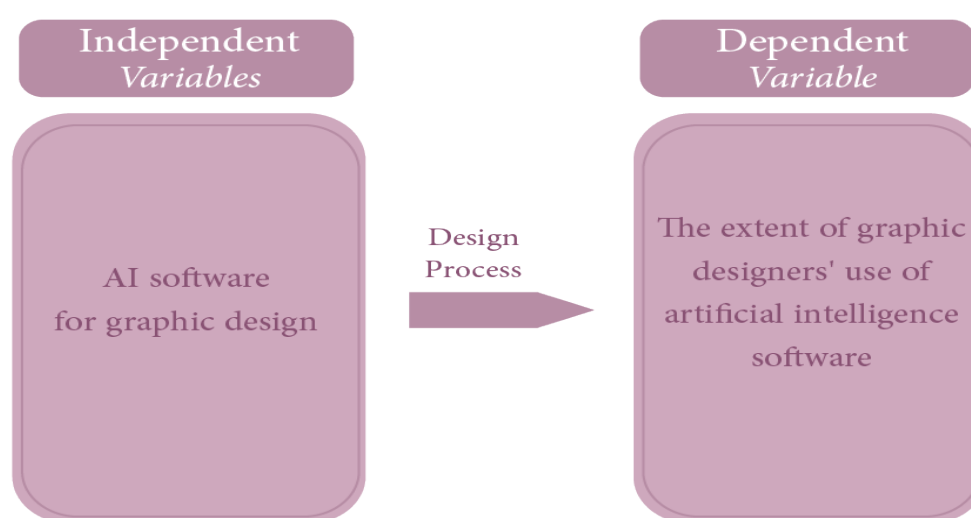 Independent
Variables
AI software
for graphic design
Design
Process
Dependent
Variable
The extent of graphic
designers' use of
artificial intelligence
software